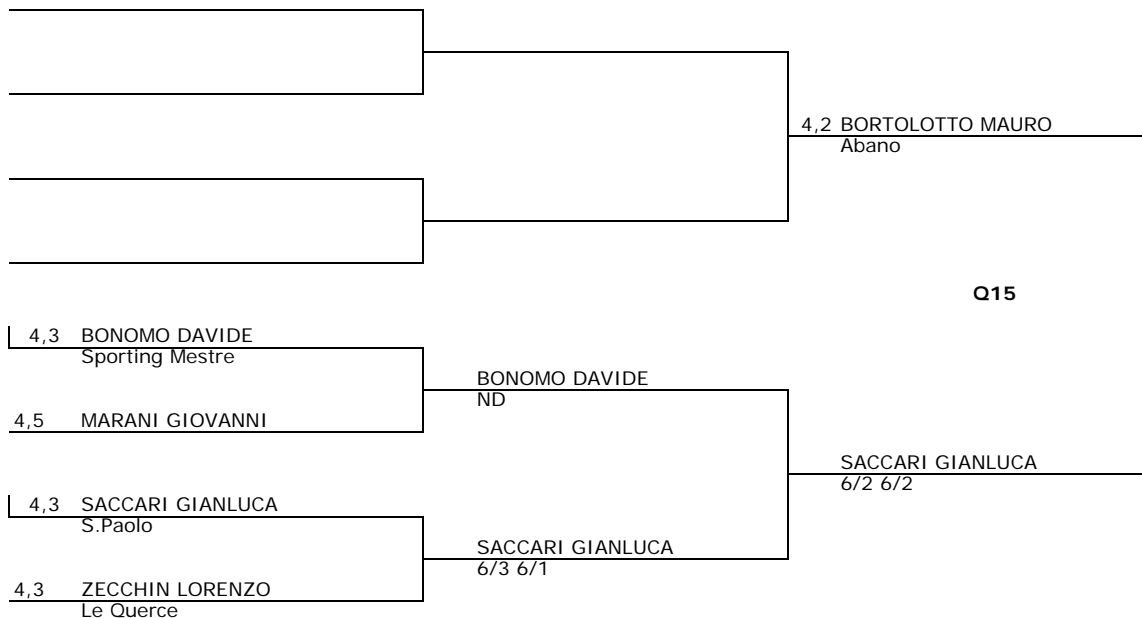 4,2 BORTOLOTTO MAURO
Abano
Q15
4,3 BONOMO DAVIDE
Sporting Mestre
BONOMO DAVIDE
ND
4,5 MARANI GIOVANNI
SACCARI GIANLUCA
6/2 6/2
4,3 SACCARI GIANLUCA
S.Paolo
SACCARI GIANLUCA
6/3 6/1
4,3 ZECCHIN LORENZO
Le Querce